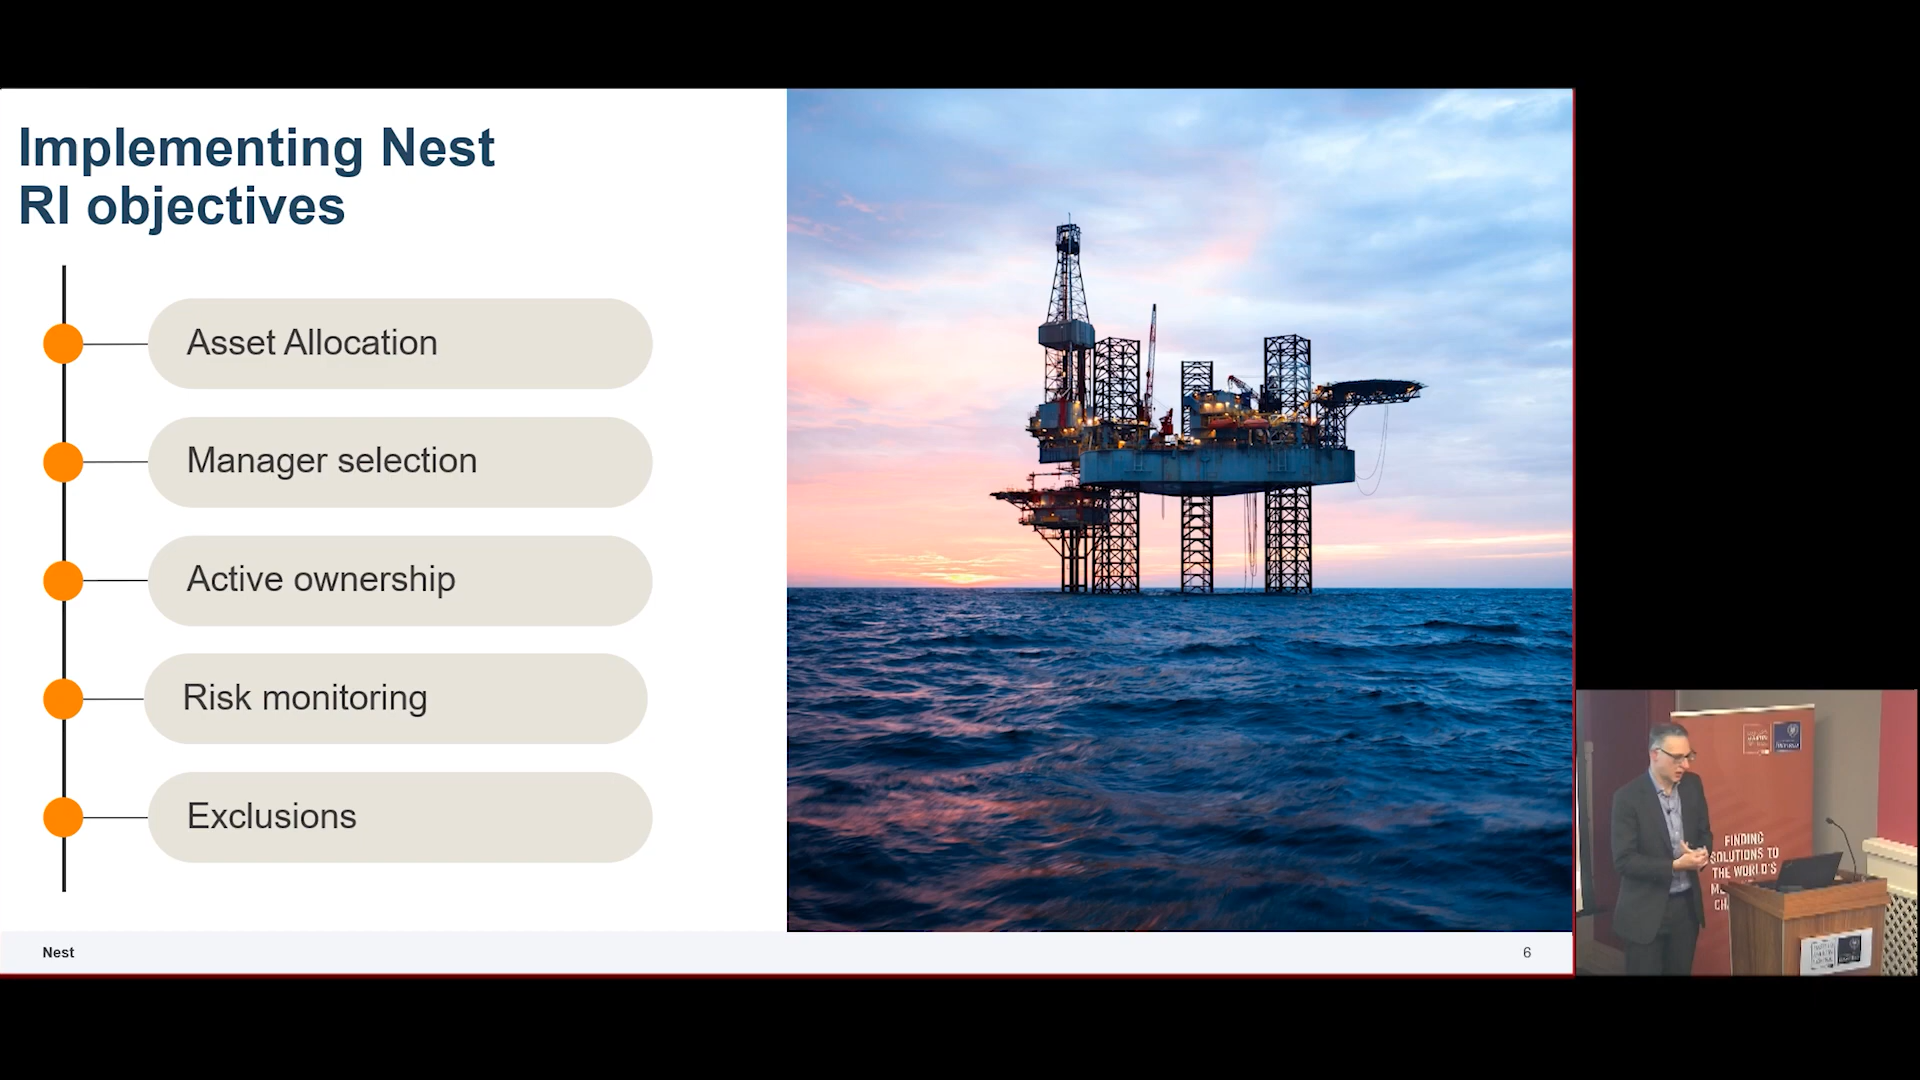 Implementing Nest
RI objectives
Asset Allocation
Manager selection
Active ownership
Risk monitoring
Exclusions
Nest
6
FINDING
SOLUTIONS TO
THE WORLD'S